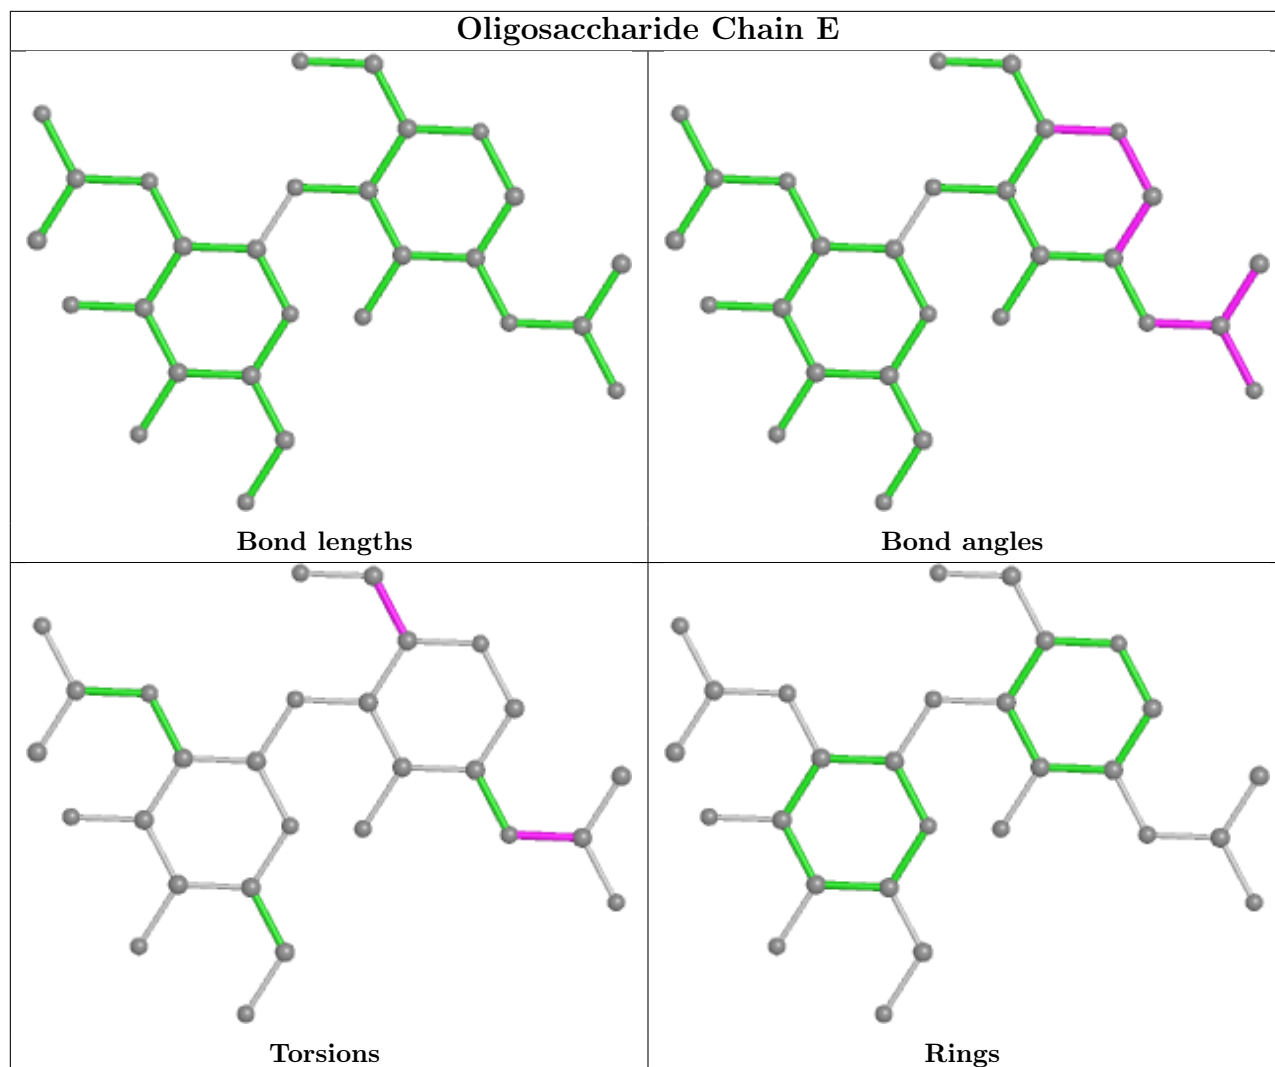 Oligosaccharide Chain E
Bond lengths
Bond angles
Torsions
Rings